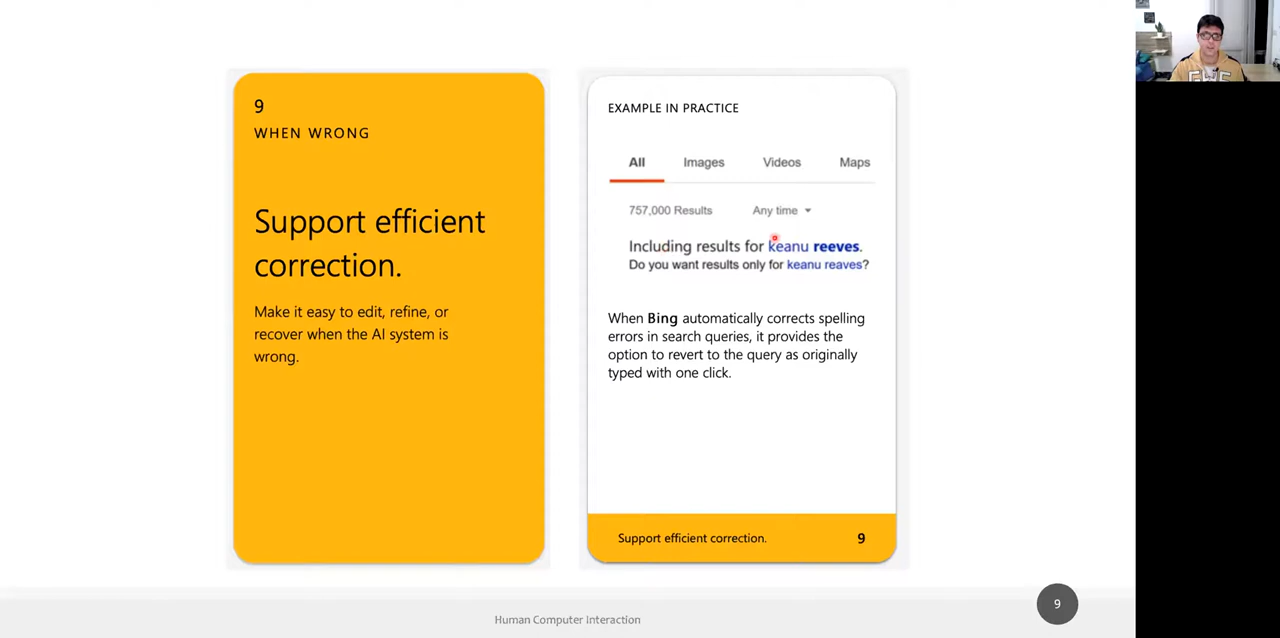 9
WHEN WRONG
Support efficient
correction.
Make it easy to edit, refine, or
recover when the AI system is
wrong.
EXAMPLE IN PRACTICE
All Images Videos Maps
757,000 Results Any time
Including results for keanu reeves.
Do you want results only for keanu reaves?
When Bing automatically corrects spelling
errors in search queries, it provides the
option to revert to the query as originally
typed with one click.
Support efficient correction. 9
Human Computer Interaction
9